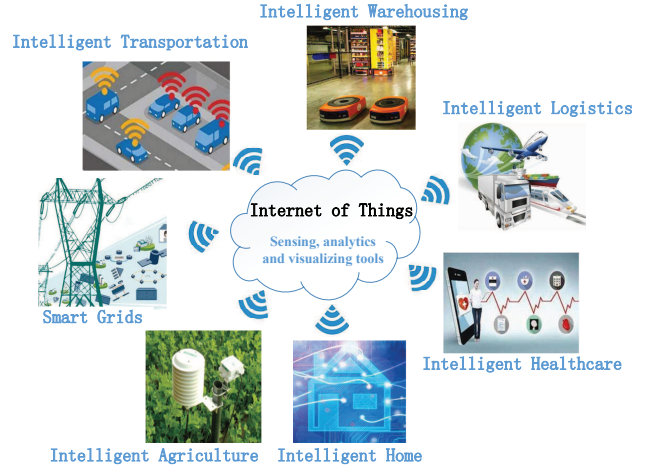 Intelligent Warehousing
Intelligent Transportation
Intelligent Logistics
Internet of Things
Sensing, analytics
and visualizing tools
Smart Grids
Intelligent Healthcare
Intelligent Agriculture
Intelligent Home